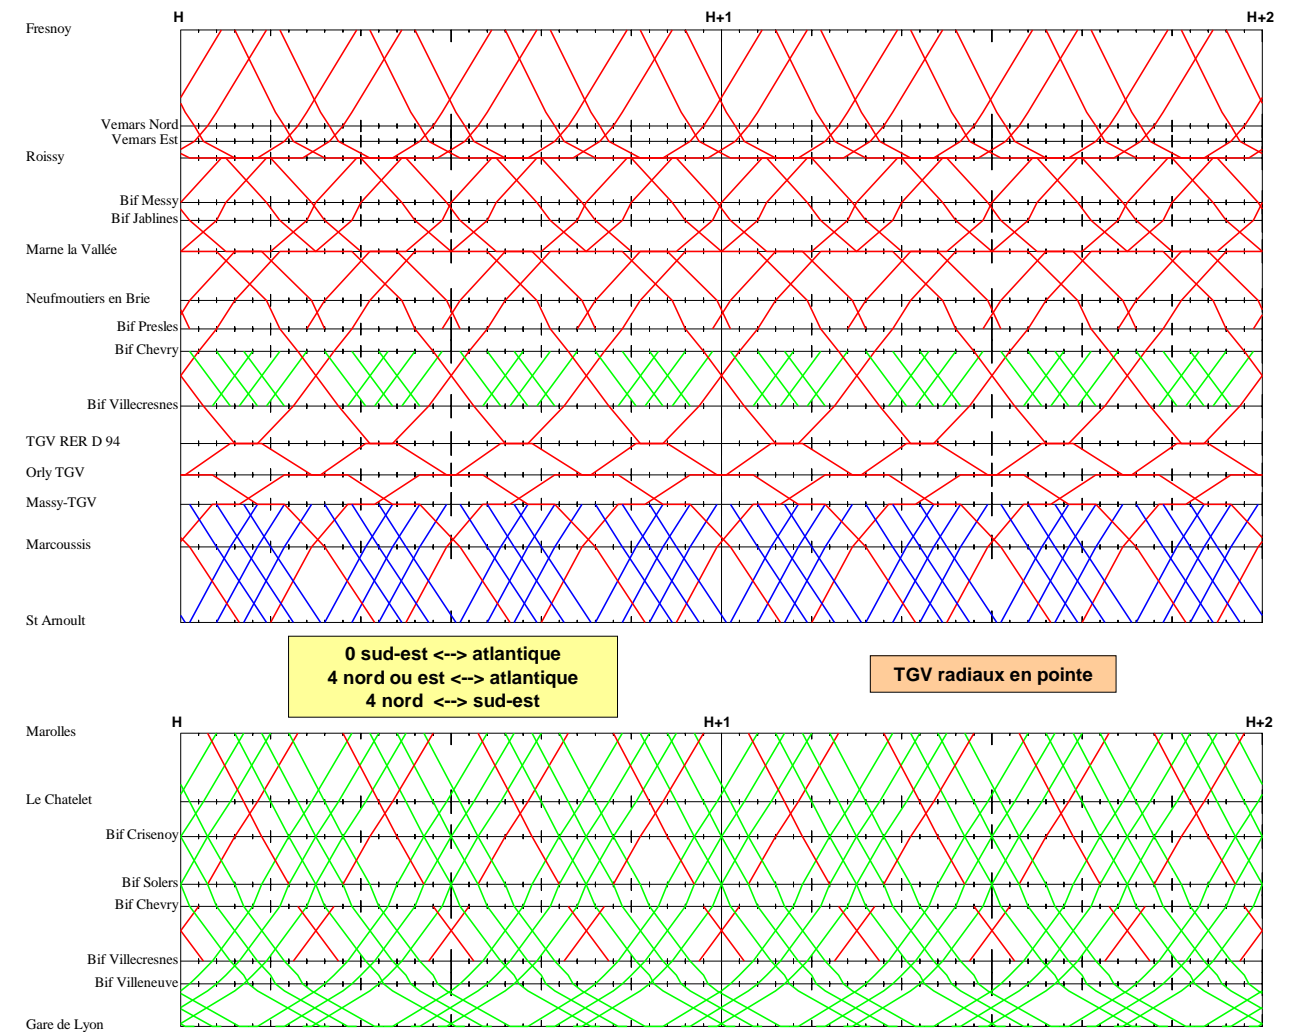 H H+1 H+2
Fresnoy
Vemars Nord
Vemars Est
Roissy
Bif Messy
Bif Jablines
Marne la Vallée
Neufmoutiers en Brie
Bif Presles
Bif Chevry
Bif Villecresnes
TGV RER D 94
Orly TGV
Massy-TGV
Marcoussis
St Arnoult
0 sud-est <--> atlantique
4 nord ou est <--> atlantique
4 nord <--> sud-est
TGV radiaux en pointe
H H+1 H+2
Marolles
Le Chatelet
Bif Crisenoy
Bif Solers
Bif Chevry
Bif Villecresnes
Bif Villeneuve
Gare de Lyon